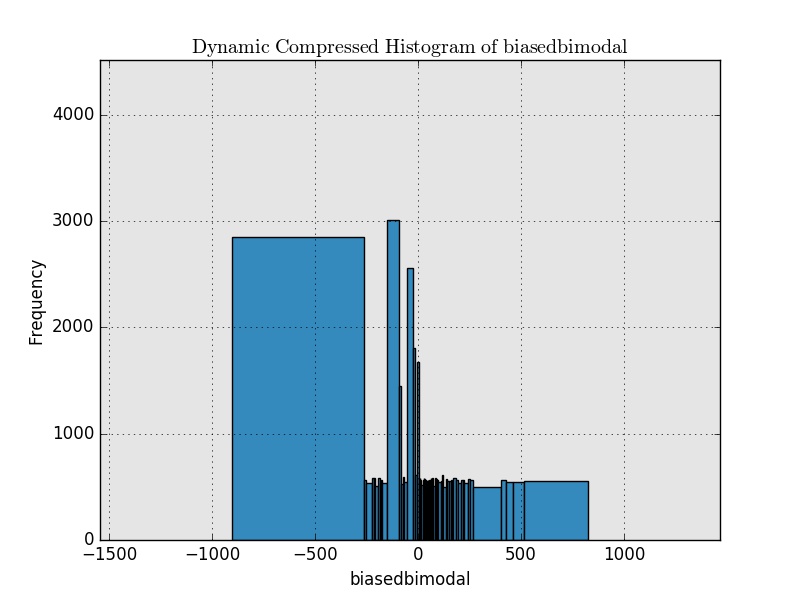 Dynamic Compressed Histogram of biasedbimodal
4000
3000
2000
1000
0
Frequency
−1500 −1000 −500 0 500 1000
biasedbimodal